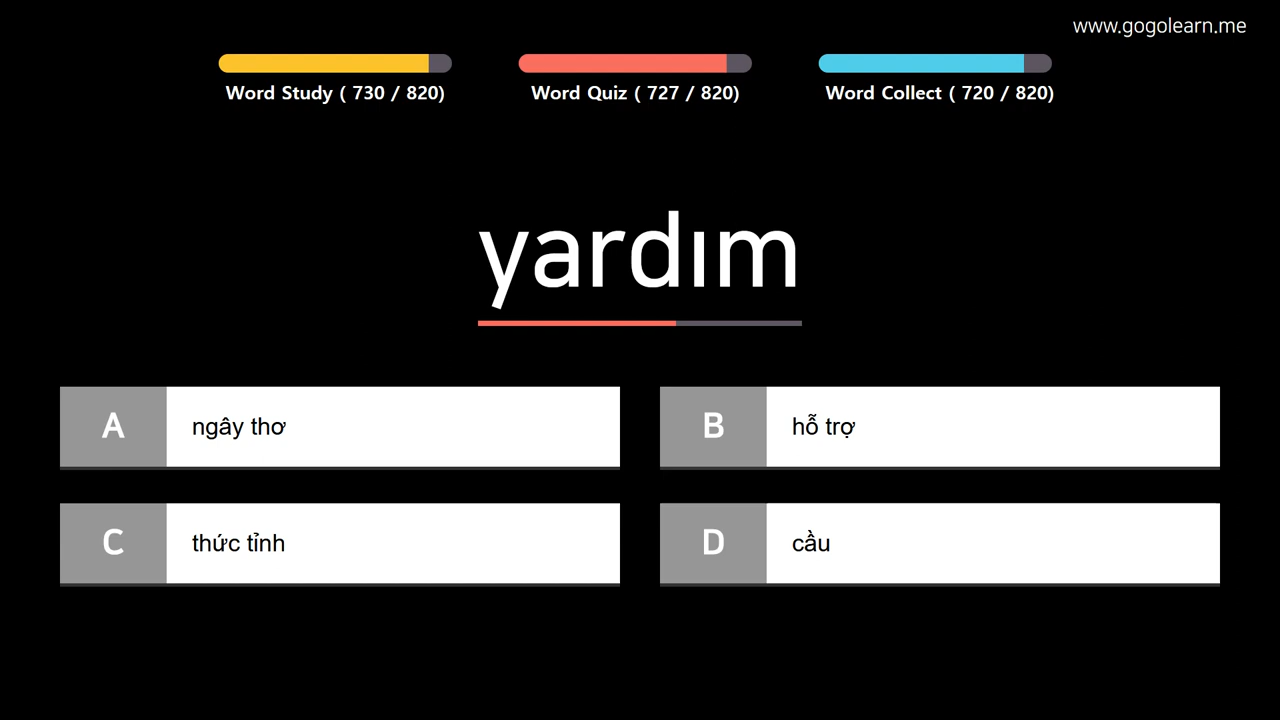 www.gogolearn.me
Word Study ( 730 / 820)
Word Quiz ( 727 / 820)
Word Collect ( 720 / 820)
yardım
A ngây thơ
B hỗ trợ
C thức tỉnh
D cầu